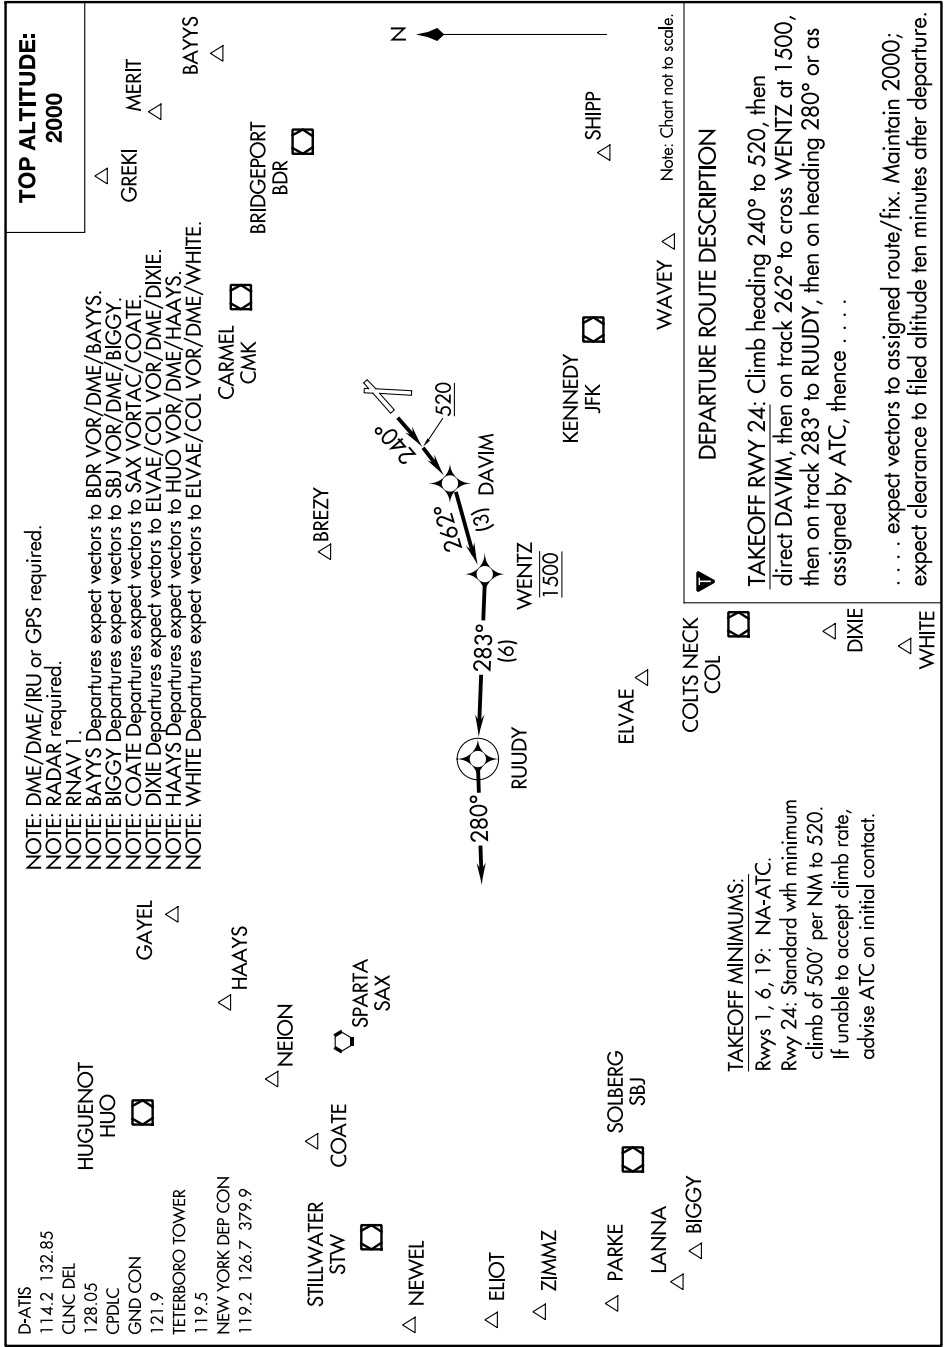 D-ATIS
114.2 132.85
CLNC DEL
128.05
CPDLC
GND CON
121.9
TETERBORO TOWER
119.5
NEW YORK DEP CON
119.2 126.7 379.9
NOTE: DME/DME/IRU or GPS required.
NOTE: RADAR required.
NOTE: RNAV 1.
NOTE: BAYYS Departures expect vectors to BDR VOR/DME/BAYYS.
NOTE: BIGGY Departures expect vectors to SBJ VOR/DME/BIGGY.
NOTE: COATE Departures expect vectors to SAX VORTAC/COATE.
NOTE: DIXIE Departures expect vectors to ELVAE/COL VOR/DME/DIXIE.
NOTE: HAAYS Departures expect vectors to HUO VOR/DME/HAAYS.
NOTE: WHITE Departures expect vectors to ELVAE/COL VOR/DME/WHITE.
TOP ALTITUDE:
2000
HUGUENOT
HUO
GAYEL
HAAYS
NEION
SPARTA
SAX
COATE
STILLWATER
STW
NEWEL
ELIOT
ZIMMZ
PARKE
LANNA
BIGGY
SOLBERG
SBJ
GREKI
MERIT
BAYYS
CARMEL
CMK
BRIDGEPORT
BDR
BREZY
240°
520
DAVIM
262°
(3)
WENTZ
1500
283°
(6)
RUUDY
280°
N
KENNEDY
JFK
SHIPP
WAVEY
Note: Chart not to scale.
ELVAE
COLTS NECK
COL
DIXIE
WHITE
TAKEOFF MINIMUMS:
Rwys 1, 6, 19: NA-ATC.
Rwy 24: Standard wth minimum
climb of 500' per NM to 520.
If unable to accept climb rate,
advise ATC on initial contact.
T
DEPARTURE ROUTE DESCRIPTION
TAKEOFF RWY 24: Climb heading 240° to 520, then
direct DAVIM, then on track 262° to cross WENTZ at 1500,
then on track 283° to RUUDY, then on heading 280° or as
assigned by ATC, thence . . . .
. . . . expect vectors to assigned route/fix. Maintain 2000;
expect clearance to filed altitude ten minutes after departure.